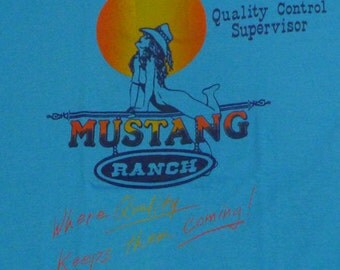 Quality Control
Supervisor
MUSTANG
RANCH
Where Quality
Keeps them Coming!